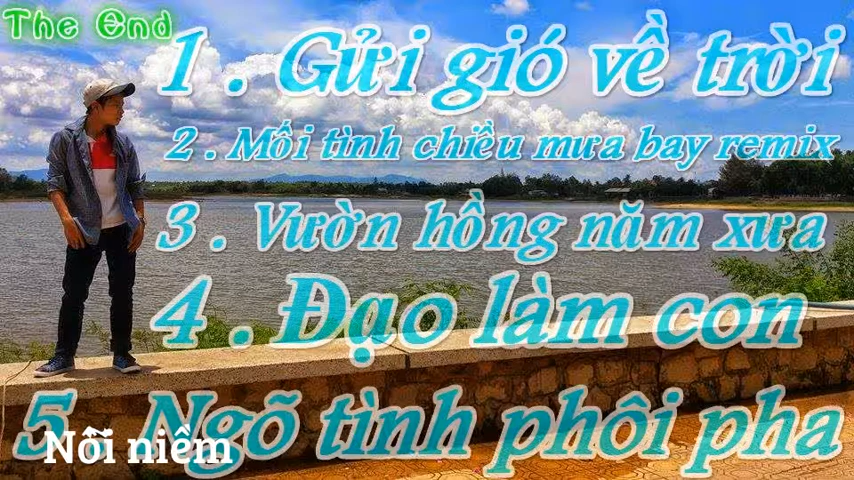 The End
1 . Gửi gió về trời
2 . Mối tình chiều mưa bay remix
3 . Vườn hồng năm xưa
4 . Đạo làm con
5 . Ngõ tình phôi pha
Nỗi niềm